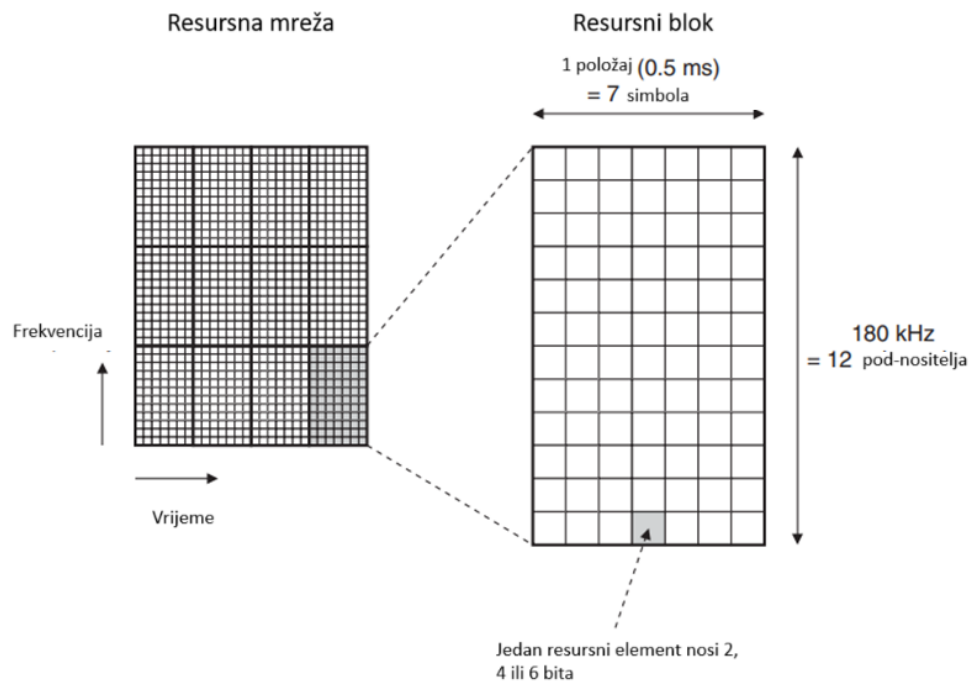 Resursna mreža
Resursni blok
1 položaj (0.5 ms)
= 7 simbola
Frekvencija
180 kHz
= 12 pod-nositelja
Vrijeme
Jedan resursni element nosi 2,
4 ili 6 bita